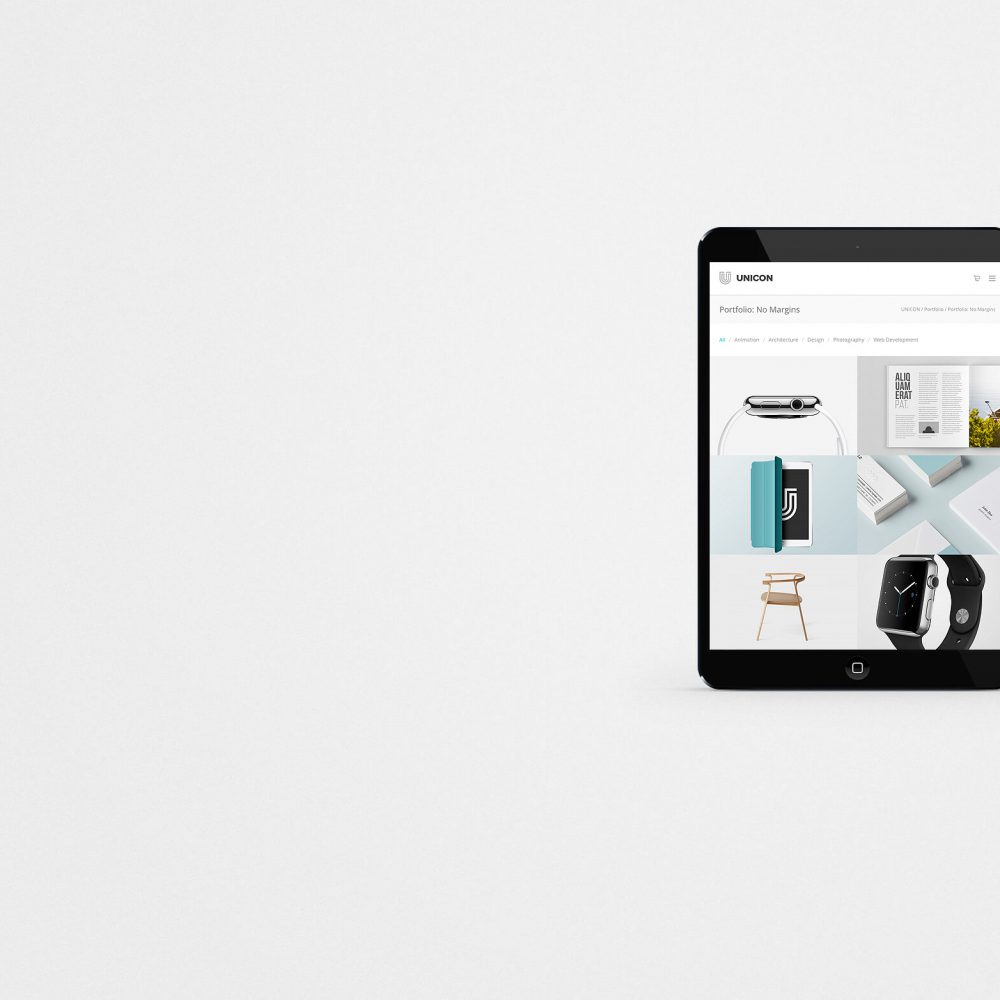 UNICON
Portfolio: No Margins
UNICON / Portfolio / Portfolio: No Margins
All / Animation / Architecture / Design / Photography / Web Development
ALIQ
UAM
ERAT
PAT.